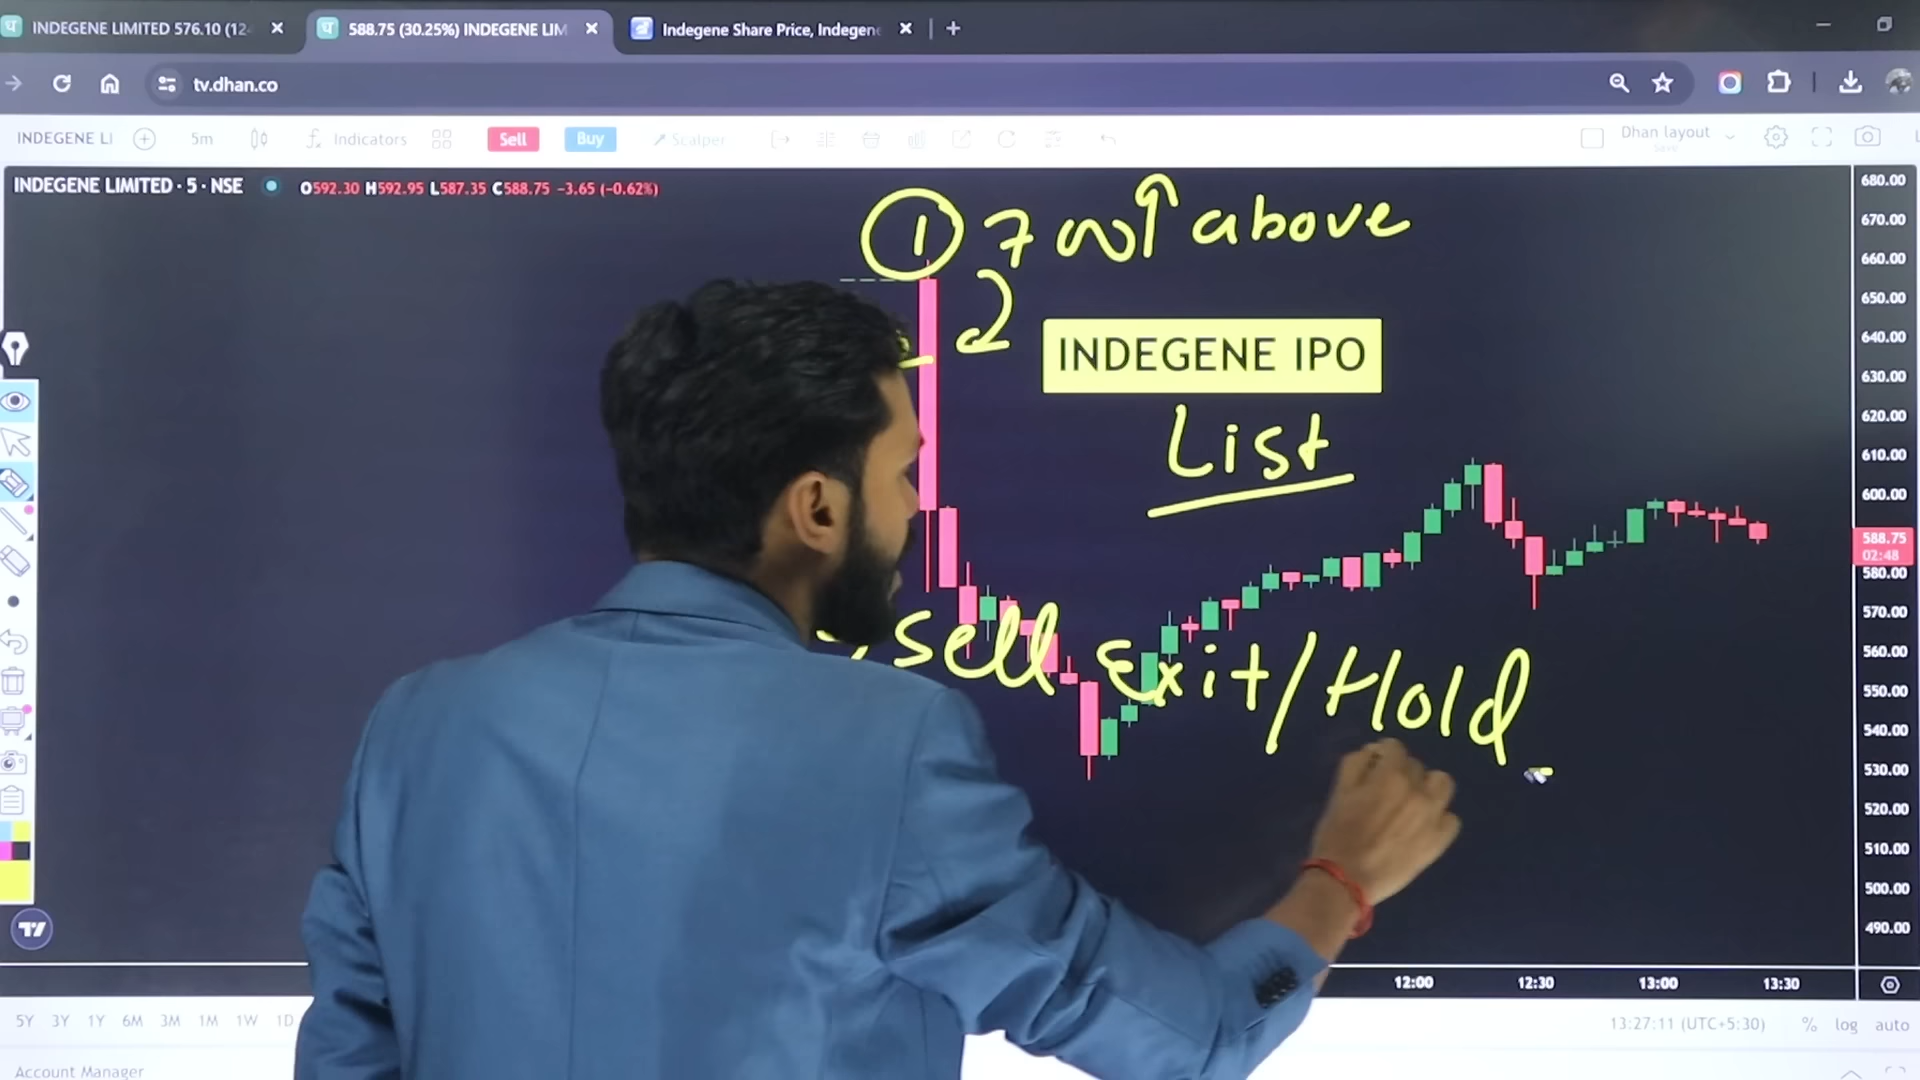 INDEGENE LIMITED 576.10 (12
588.75 (30.25%) INDEGENE LIM
Indegene Share Price, Indegen
tv.dhan.co
INDEGENE LI
5m
Indicators
Sell
Buy
Scalper
Dhan layout
Save
INDEGENE LIMITED · 5 · NSE
O592.30 H592.95 L587.35 C588.75 −3.65 (−0.62%)
① 700↑ above
2
INDEGENE IPO
List
Sell Exit/Hold
680.00
670.00
660.00
650.00
640.00
630.00
620.00
610.00
600.00
588.75
02:48
580.00
570.00
560.00
550.00
540.00
530.00
520.00
510.00
500.00
490.00
12:00 12:30 13:00 13:30
5Y 3Y 1Y 6M 3M 1M 1W 1D
13:27:11 (UTC+5:30) % log auto
Account Manager